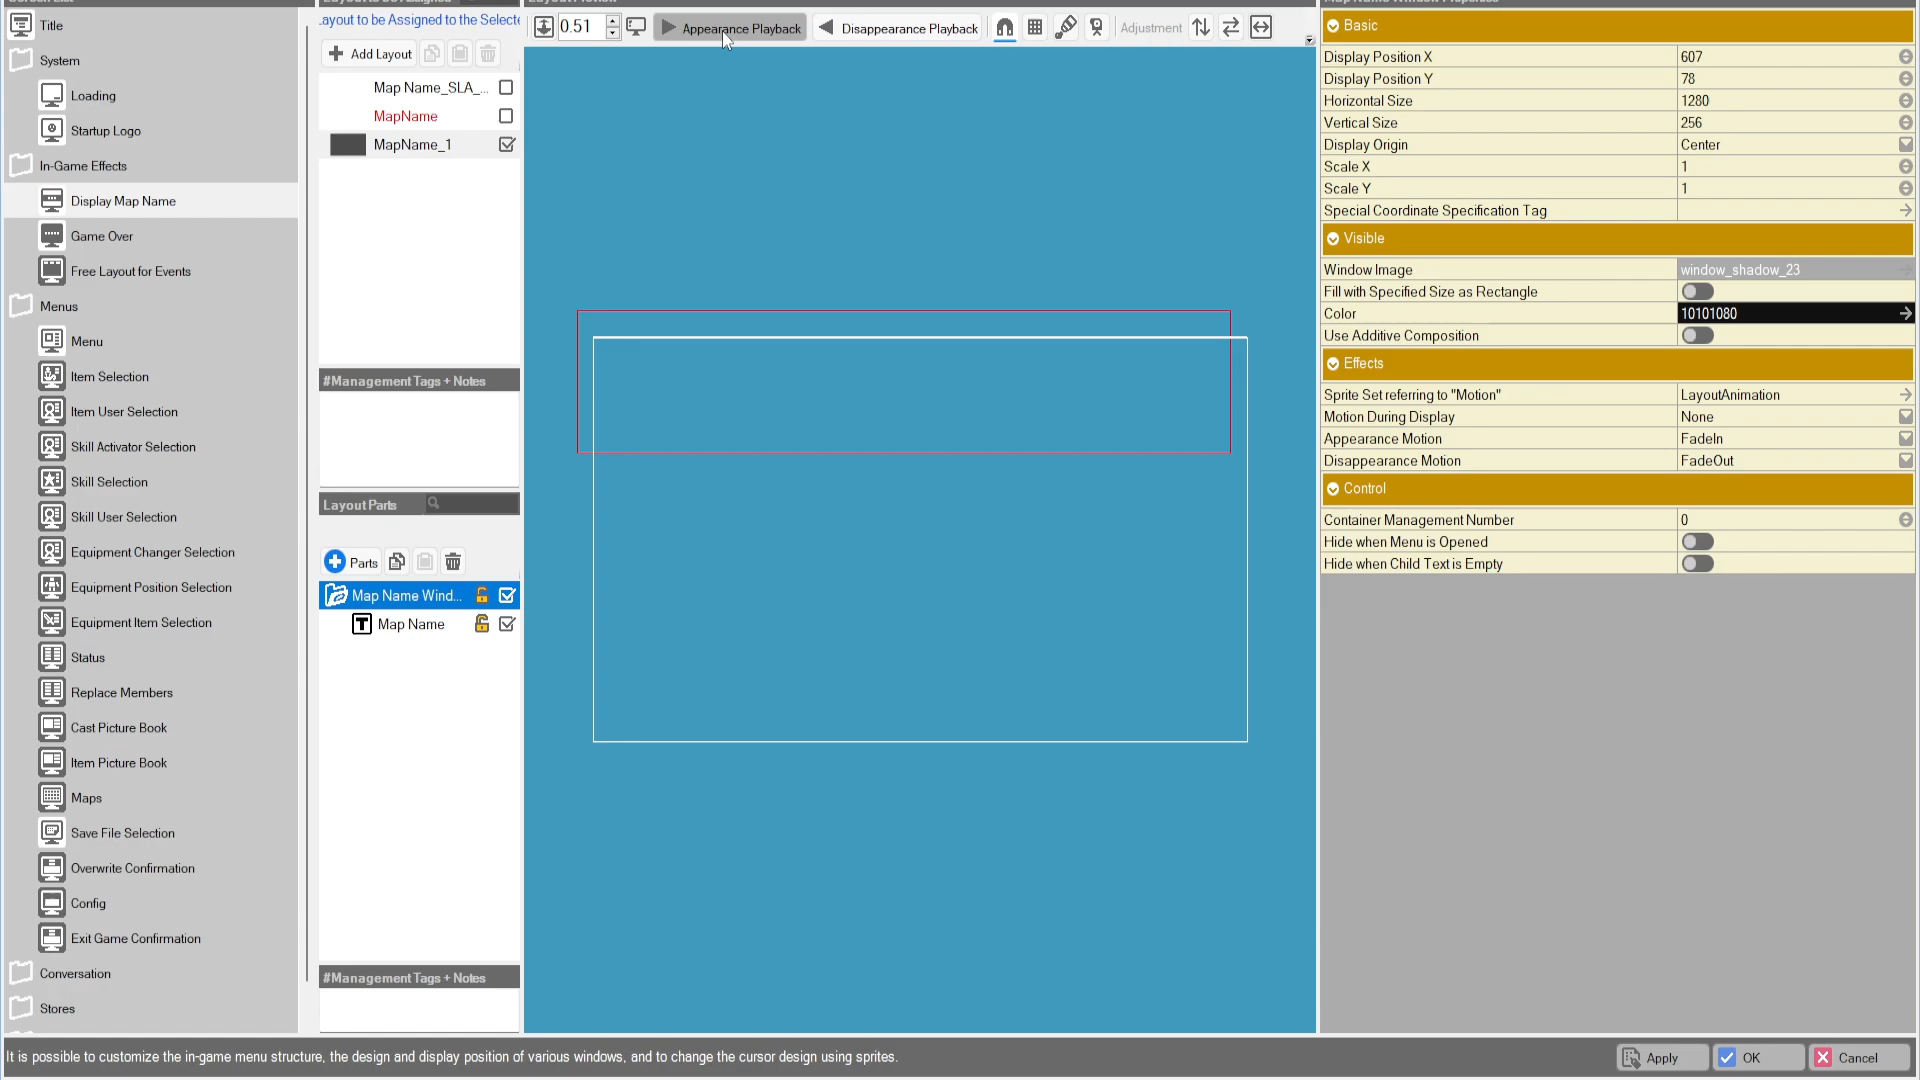 Title
System
Loading
Startup Logo
In-Game Effects
Display Map Name
Game Over
Free Layout for Events
Menus
Menu
Item Selection
Item User Selection
Skill Activator Selection
Skill Selection
Skill User Selection
Equipment Changer Selection
Equipment Position Selection
Equipment Item Selection
Status
Replace Members
Cast Picture Book
Item Picture Book
Maps
Save File Selection
Overwrite Confirmation
Config
Exit Game Confirmation
Conversation
Stores
ayout to be Assigned to the Selecte
Add Layout
Map Name_SLA_...
MapName
MapName_1
#Management Tags + Notes
Layout Parts
Parts
Map Name Wind...
T Map Name
#Management Tags + Notes
0.51
Appearance Playback
Disappearance Playback
Adjustment
Basic
Display Position X 607
Display Position Y 78
Horizontal Size 1280
Vertical Size 256
Display Origin Center
Scale X 1
Scale Y 1
Special Coordinate Specification Tag
Visible
Window Image window_shadow_23
Fill with Specified Size as Rectangle
Color 10101080
Use Additive Composition
Effects
Sprite Set referring to "Motion" LayoutAnimation
Motion During Display None
Appearance Motion FadeIn
Disappearance Motion FadeOut
Control
Container Management Number 0
Hide when Menu is Opened
Hide when Child Text is Empty
It is possible to customize the in-game menu structure, the design and display position of various windows, and to change the cursor design using sprites.
Apply
OK
Cancel